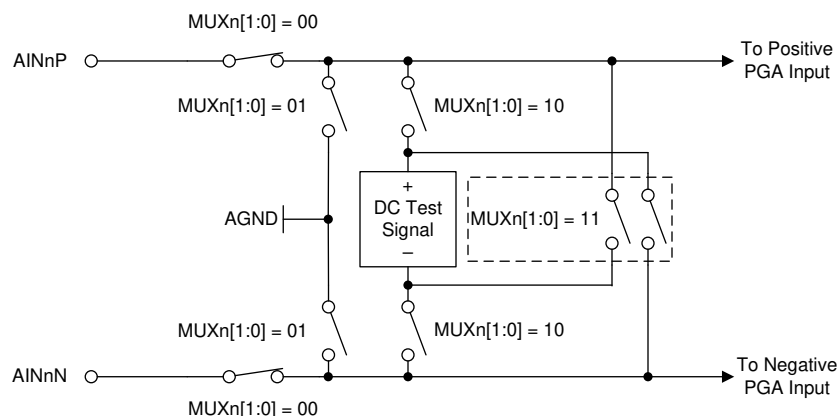 MUXn[1:0] = 00
AINnP
To Positive
PGA Input
MUXn[1:0] = 01
MUXn[1:0] = 10
+
DC Test
Signal
–
AGND
MUXn[1:0] = 11
MUXn[1:0] = 01
MUXn[1:0] = 10
AINnN
To Negative
PGA Input
MUXn[1:0] = 00